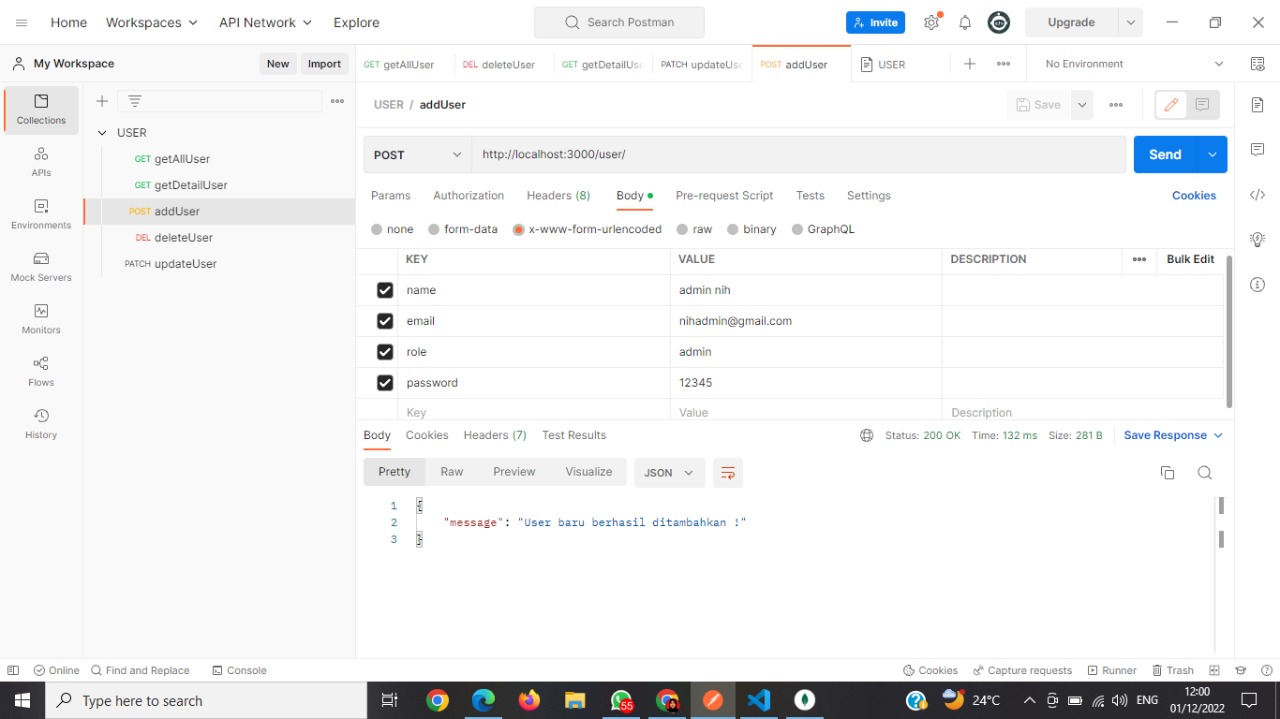 Home Workspaces API Network Explore Search Postman Invite Upgrade
My Workspace New Import GET getAllUser DEL deleteUser GET getDetailUs PATCH updateUs POST addUser USER No Environment
Collections
APIs
Environments
Mock Servers
Monitors
Flows
History
USER
GET getAllUser
GET getDetailUser
POST addUser
DEL deleteUser
PATCH updateUser
USER / addUser Save
POST http://localhost:3000/user/ Send
Params Authorization Headers (8) Body Pre-request Script Tests Settings Cookies
none form-data x-www-form-urlencoded raw binary GraphQL
KEY VALUE DESCRIPTION Bulk Edit
name admin nih
email nihadmin@gmail.com
role admin
password 12345
Key Value Description
Body Cookies Headers (7) Test Results Status: 200 OK Time: 132 ms Size: 281 B Save Response
Pretty Raw Preview Visualize JSON
1 {
2 "message": "User baru berhasil ditambahkan !"
3 }
Online Find and Replace Console Cookies Capture requests Runner Trash
Type here to search 55 24°C ENG 12:00
01/12/2022